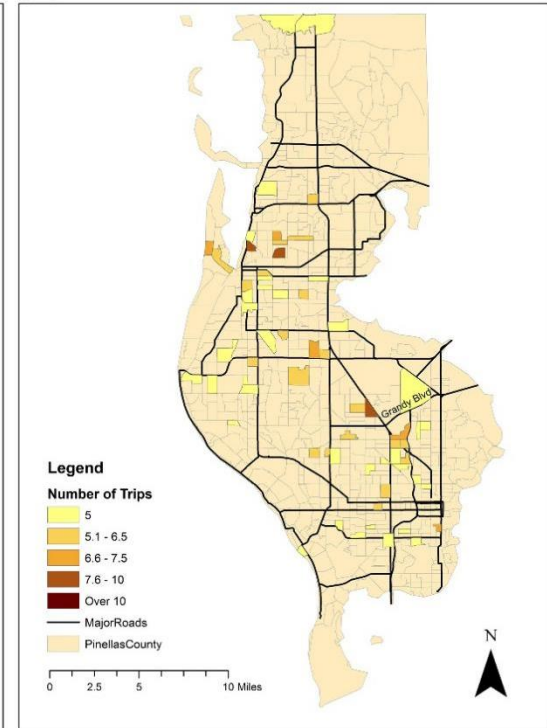 Grandy Blvd
Legend
Number of Trips
5
5.1 - 6.5
6.6 - 7.5
7.6 - 10
Over 10
MajorRoads
PinellasCounty
0 2.5 5 10 Miles
N